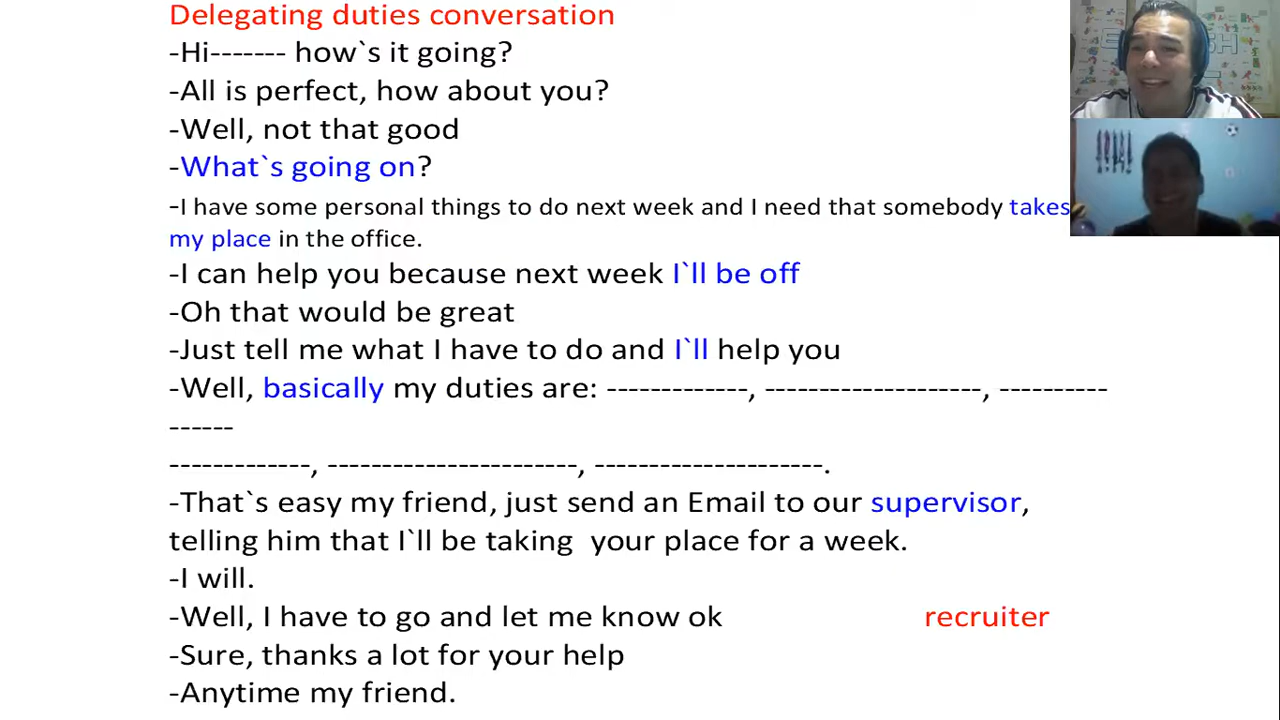 Delegating duties conversation
-Hi------- how`s it going?
-All is perfect, how about you?
-Well, not that good
-What`s going on?
-I have some personal things to do next week and I need that somebody takes
my place in the office.
-I can help you because next week I`ll be off
-Oh that would be great
-Just tell me what I have to do and I`ll help you
-Well, basically my duties are: -------------, --------------------, ----------
------
-------------, -----------------------, ---------------------.
-That`s easy my friend, just send an Email to our supervisor,
telling him that I`ll be taking  your place for a week.
-I will.
-Well, I have to go and let me know ok
recruiter
-Sure, thanks a lot for your help
-Anytime my friend.